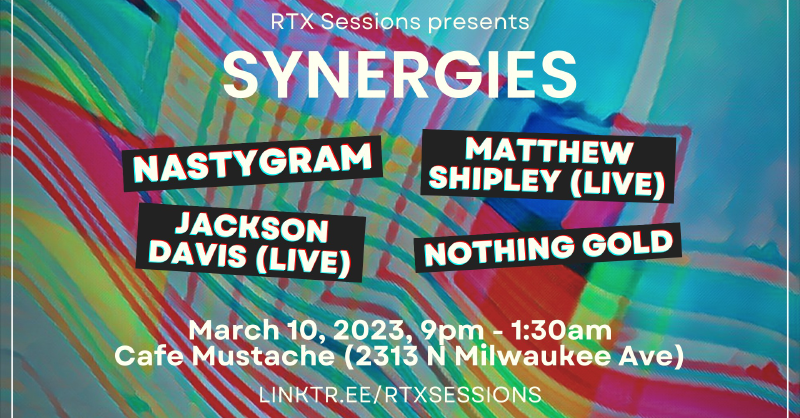 RTX Sessions presents
SYNERGIES
NASTYGRAM
MATTHEW
SHIPLEY (LIVE)
JACKSON
DAVIS (LIVE)
NOTHING GOLD
March 10, 2023, 9pm - 1:30am
Cafe Mustache (2313 N Milwaukee Ave)
LINKTR.EE/RTXSESSIONS